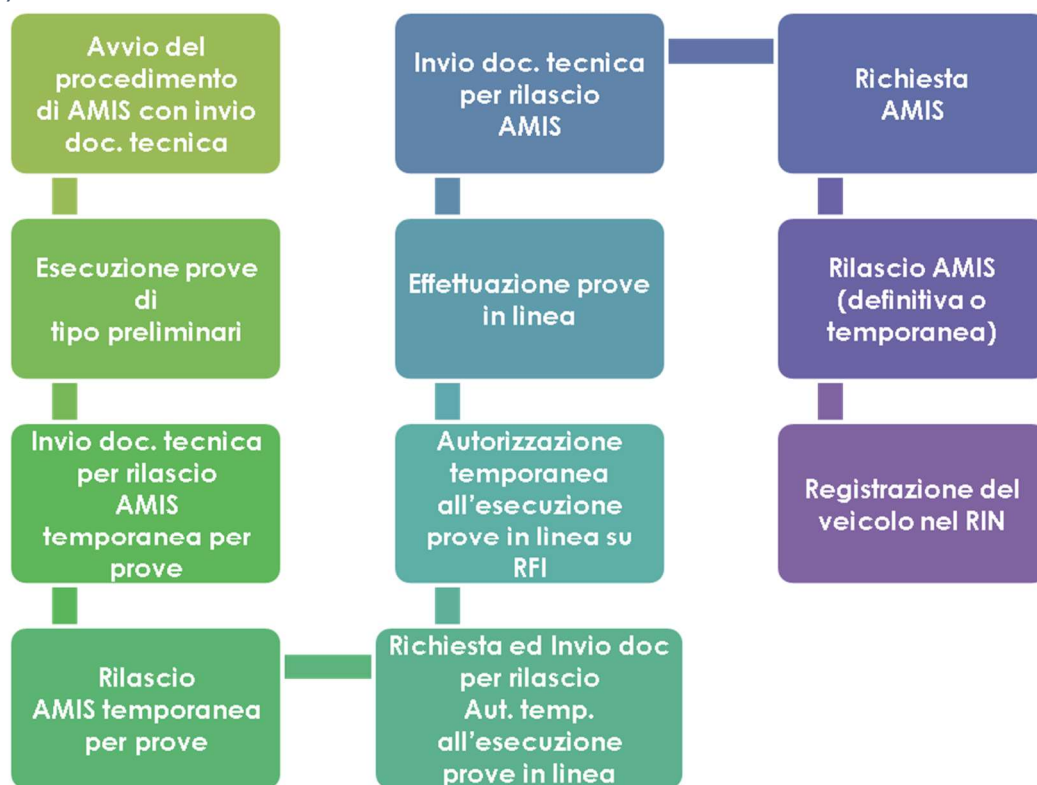 Avvio del
procedimento
di AMIS con invio
doc. tecnica
Esecuzione prove
di
tipo preliminari
Invio doc. tecnica
per rilascio
AMIS
temporanea per
prove
Rilascio
AMIS temporanea
per prove
Richiesta ed Invio doc
per rilascio
Aut. temp.
all'esecuzione
prove in linea
Autorizzazione
temporanea
all'esecuzione
prove in linea su
RFI
Effettuazione prove
in linea
Invio doc. tecnica
per rilascio
AMIS
Richiesta
AMIS
Rilascio AMIS
(definitiva o
temporanea)
Registrazione del
veicolo nel RIN